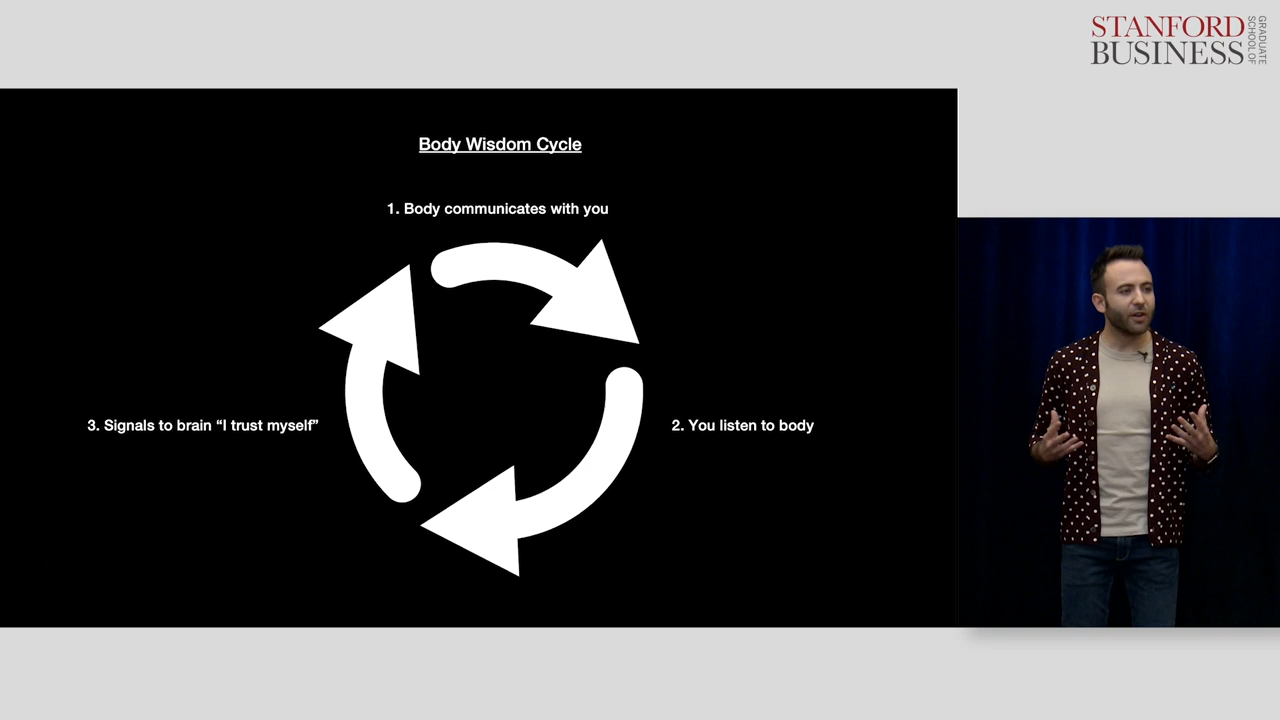 STANFORD
BUSINESS
GRADUATE
SCHOOL OF
Body Wisdom Cycle
1. Body communicates with you
3. Signals to brain “I trust myself”
2. You listen to body